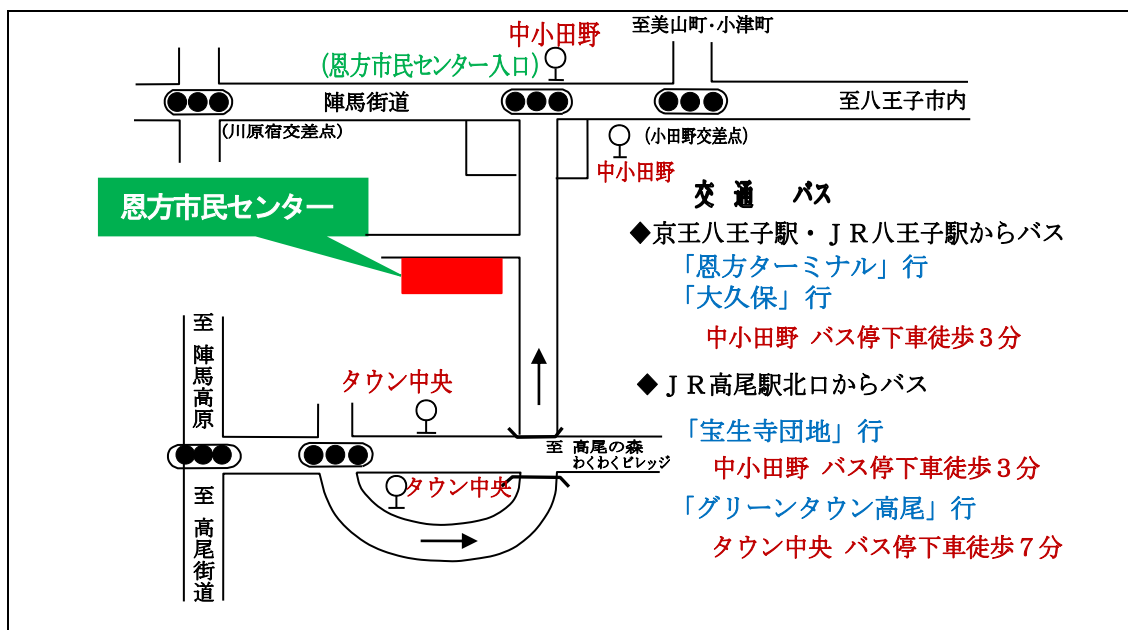 至美山町・小津町
中小田野
(恩方市民センター入口)
陣馬街道
至八王子市内
(川原宿交差点)
(小田野交差点)
中小田野
恩方市民センター
交 通 バス
◆京王八王子駅・ＪＲ八王子駅からバス
「恩方ターミナル」行
「大久保」行
中小田野 バス停下車徒歩３分
◆ＪＲ高尾駅北口からバス
「宝生寺団地」行
中小田野 バス停下車徒歩３分
「グリーンタウン高尾」行
タウン中央 バス停下車徒歩７分
至 陣馬高原
タウン中央
至 高尾の森
わくわくビレッジ
タウン中央
至 高尾街道